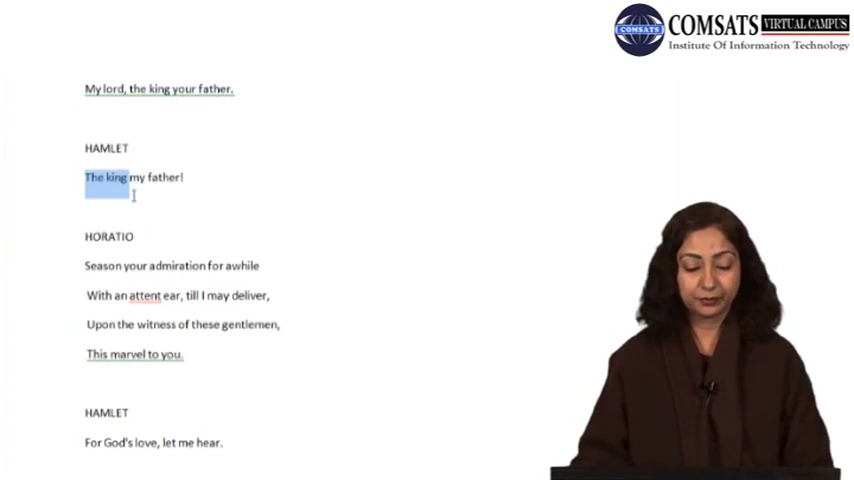 COMSATS VIRTUAL CAMPUS
COMSATS
Institute Of Information Technology
My lord, the king your father.
HAMLET
The king my father!
HORATIO
Season your admiration for awhile
With an attent ear, till I may deliver,
Upon the witness of these gentlemen,
This marvel to you.
HAMLET
For God's love, let me hear.